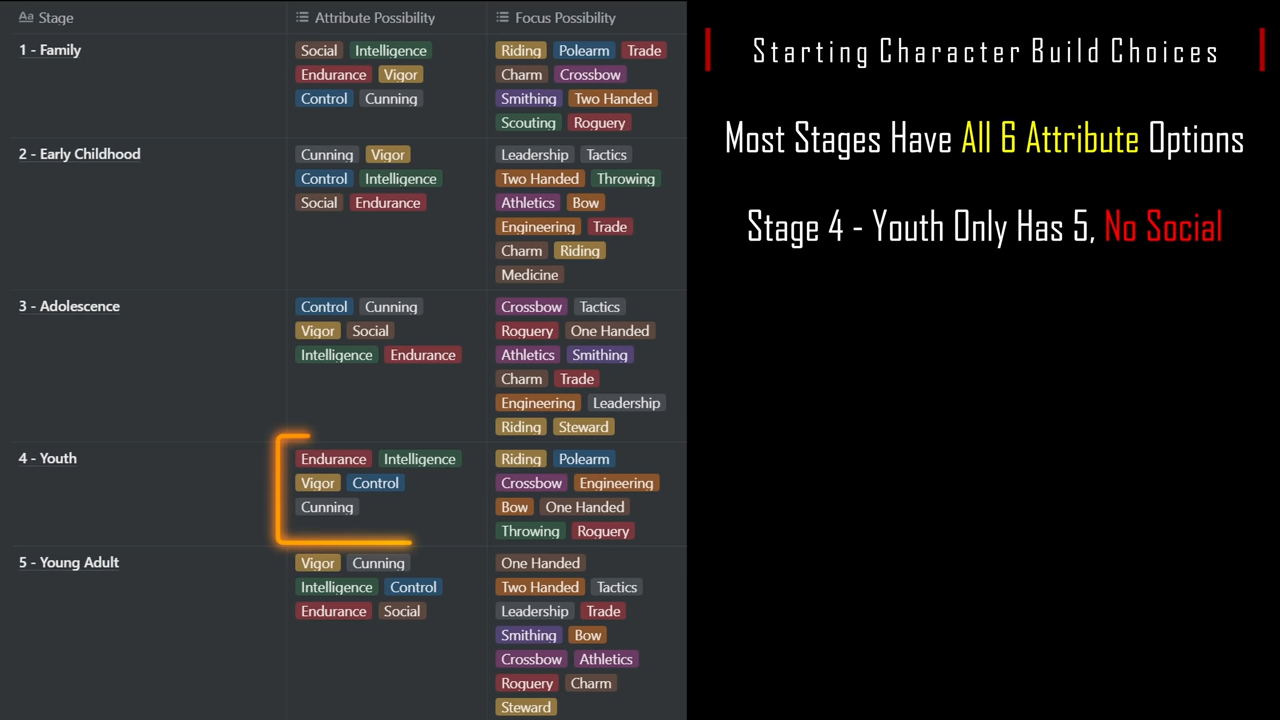 Aa Stage
Attribute Possibility
Focus Possibility
1 - Family
Social Intelligence
Endurance Vigor
Control Cunning
Riding Polearm Trade
Charm Crossbow
Smithing Two Handed
Scouting Roguery
2 - Early Childhood
Cunning Vigor
Control Intelligence
Social Endurance
Leadership Tactics
Two Handed Throwing
Athletics Bow
Engineering Trade
Charm Riding
Medicine
3 - Adolescence
Control Cunning
Vigor Social
Intelligence Endurance
Crossbow Tactics
Roguery One Handed
Athletics Smithing
Charm Trade
Engineering Leadership
Riding Steward
4 - Youth
Endurance Intelligence
Vigor Control
Cunning
Riding Polearm
Crossbow Engineering
Bow One Handed
Throwing Roguery
5 - Young Adult
Vigor Cunning
Intelligence Control
Endurance Social
One Handed
Two Handed Tactics
Leadership Trade
Smithing Bow
Crossbow Athletics
Roguery Charm
Steward
Starting Character Build Choices
Most Stages Have All 6 Attribute Options
Stage 4 - Youth Only Has 5, No Social